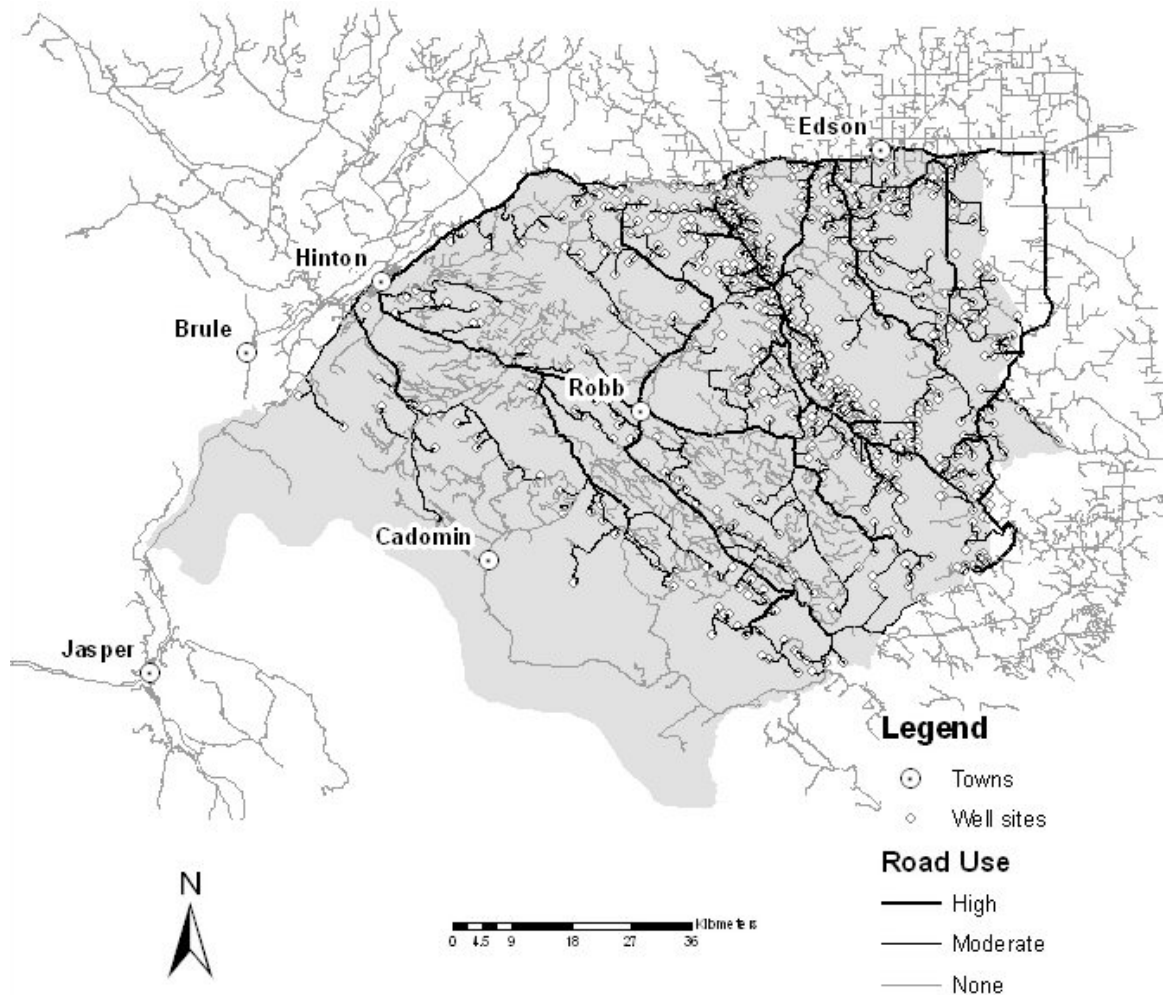 Edson
Hinton
Brule
Robb
Cadomin
Jasper
Legend
Towns
Well sites
Road Use
High
Moderate
None
N
Kilometers
0 4.5 9 18 27 36